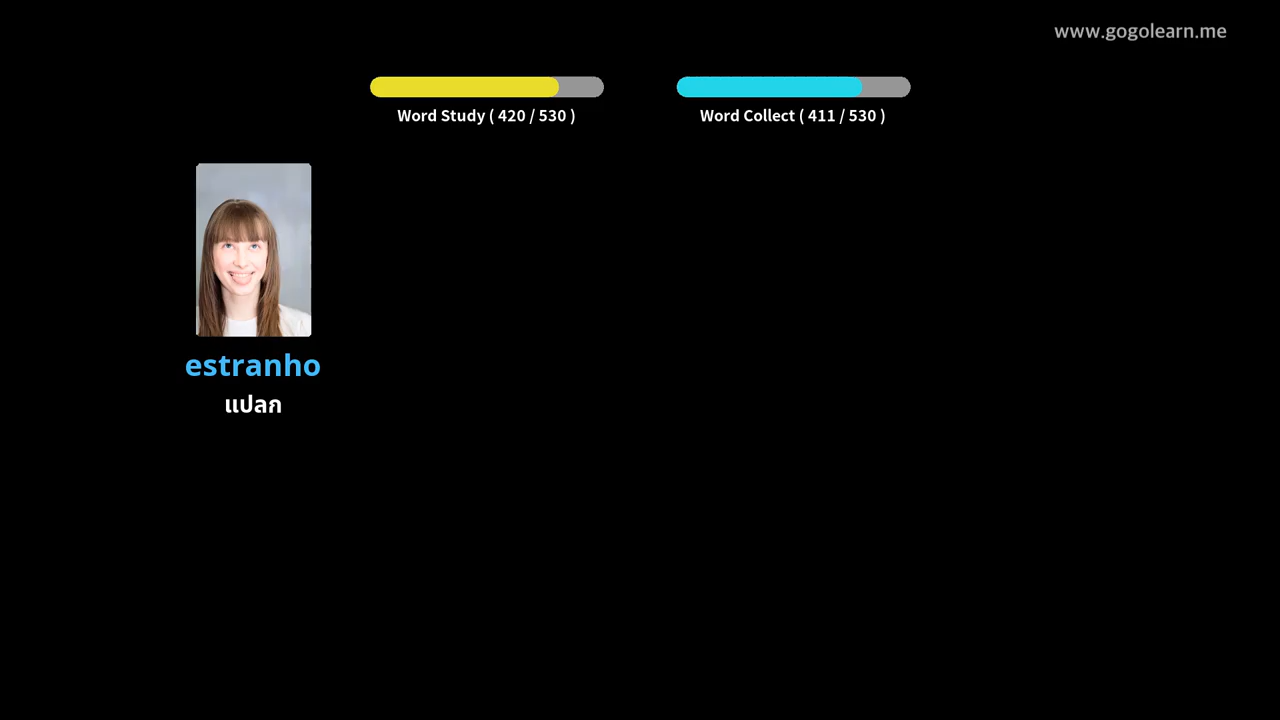 www.gogolearn.me
Word Study ( 420 / 530 )
Word Collect ( 411 / 530 )
estranho
แปลก